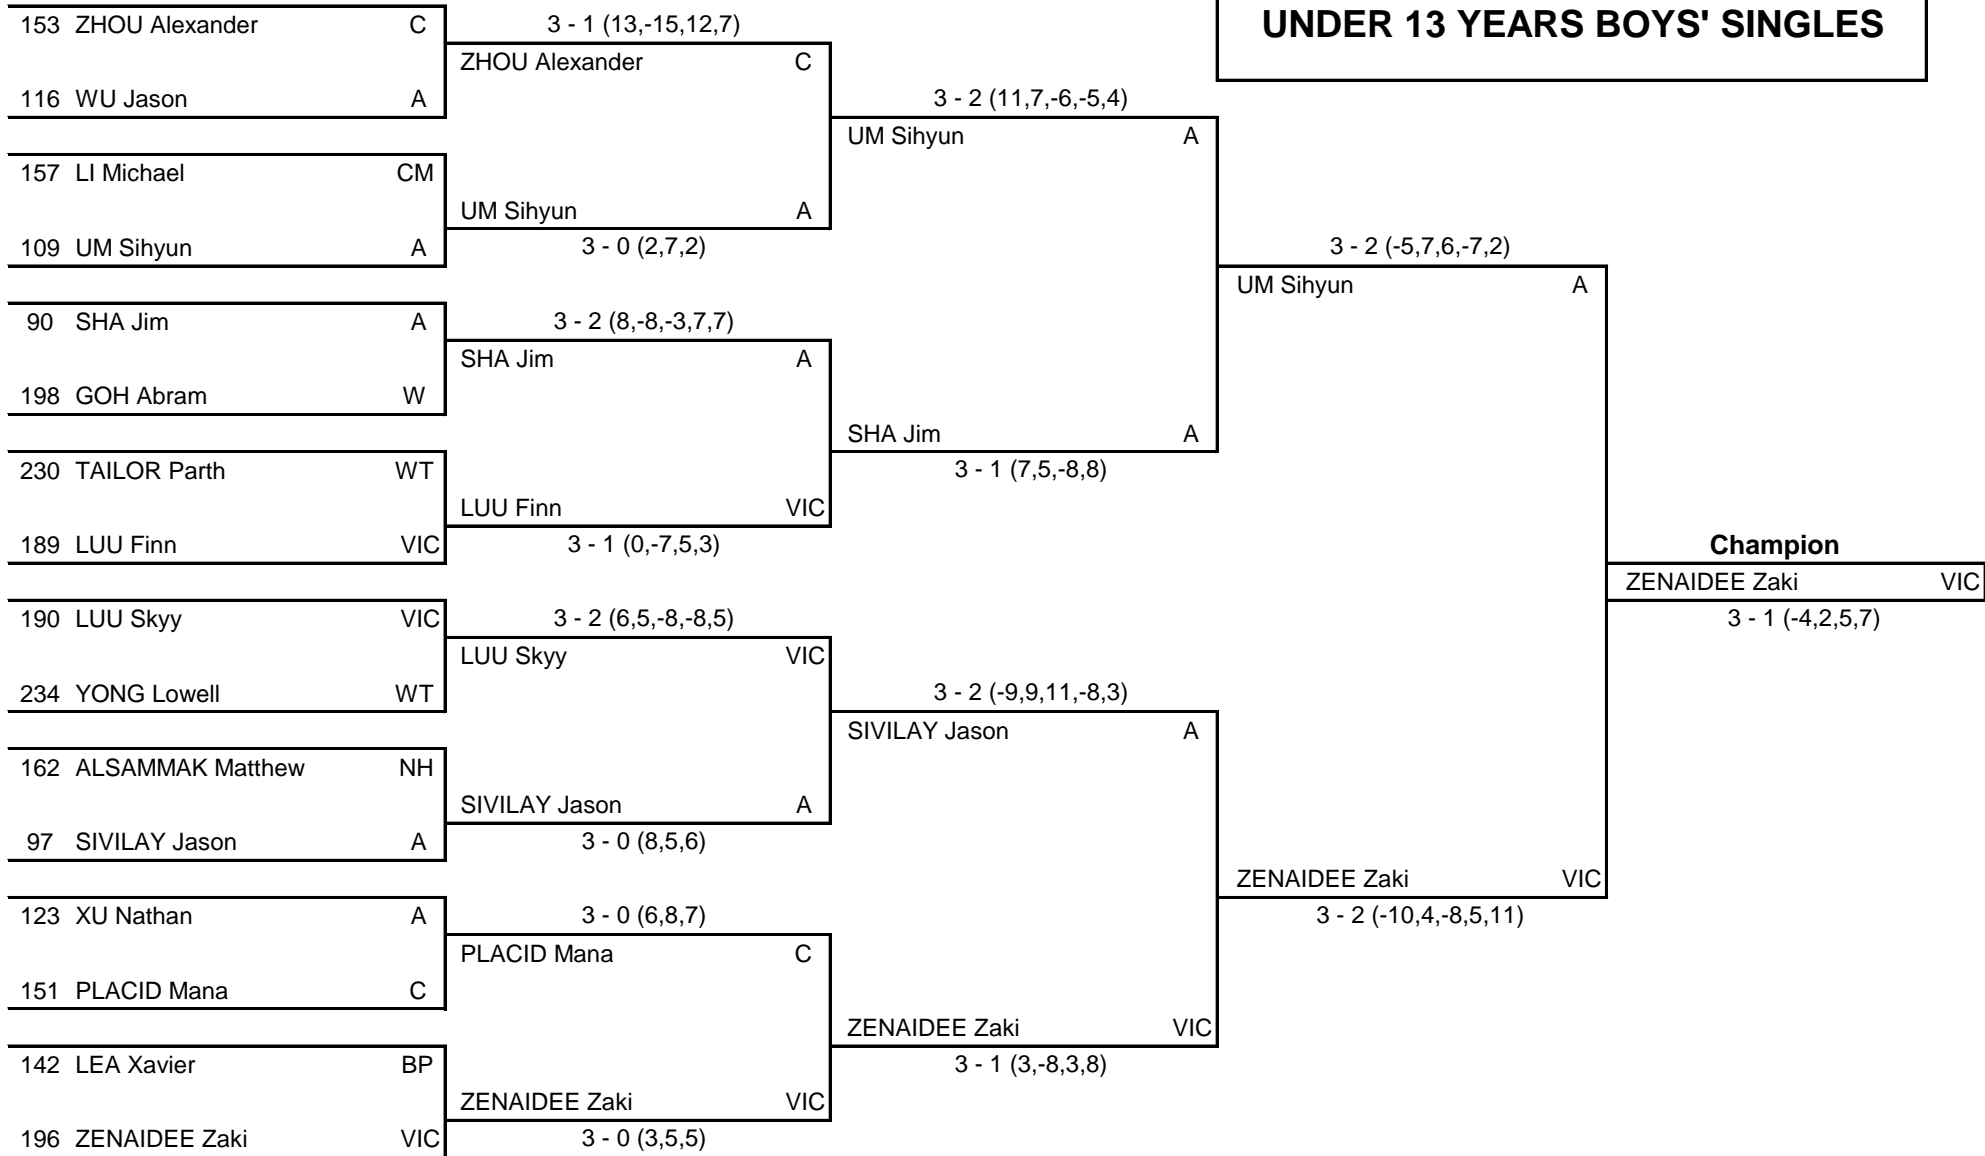 UNDER 13 YEARS BOYS' SINGLES
153 ZHOU Alexander C
116 WU Jason A
157 LI Michael CM
109 UM Sihyun A
90 SHA Jim A
198 GOH Abram W
230 TAILOR Parth WT
189 LUU Finn VIC
190 LUU Skyy VIC
234 YONG Lowell WT
162 ALSAMMAK Matthew NH
97 SIVILAY Jason A
123 XU Nathan A
151 PLACID Mana C
142 LEA Xavier BP
196 ZENAIDEE Zaki VIC
3 - 1 (13,-15,12,7)
ZHOU Alexander C
UM Sihyun A
3 - 0 (2,7,2)
3 - 2 (8,-8,-3,7,7)
SHA Jim A
LUU Finn VIC
3 - 1 (0,-7,5,3)
3 - 2 (6,5,-8,-8,5)
LUU Skyy VIC
SIVILAY Jason A
3 - 0 (8,5,6)
3 - 0 (6,8,7)
PLACID Mana C
ZENAIDEE Zaki VIC
3 - 0 (3,5,5)
3 - 2 (11,7,-6,-5,4)
UM Sihyun A
SHA Jim A
3 - 1 (7,5,-8,8)
3 - 2 (-9,9,11,-8,3)
SIVILAY Jason A
ZENAIDEE Zaki VIC
3 - 1 (3,-8,3,8)
3 - 2 (-5,7,6,-7,2)
UM Sihyun A
ZENAIDEE Zaki VIC
3 - 2 (-10,4,-8,5,11)
Champion
ZENAIDEE Zaki VIC
3 - 1 (-4,2,5,7)